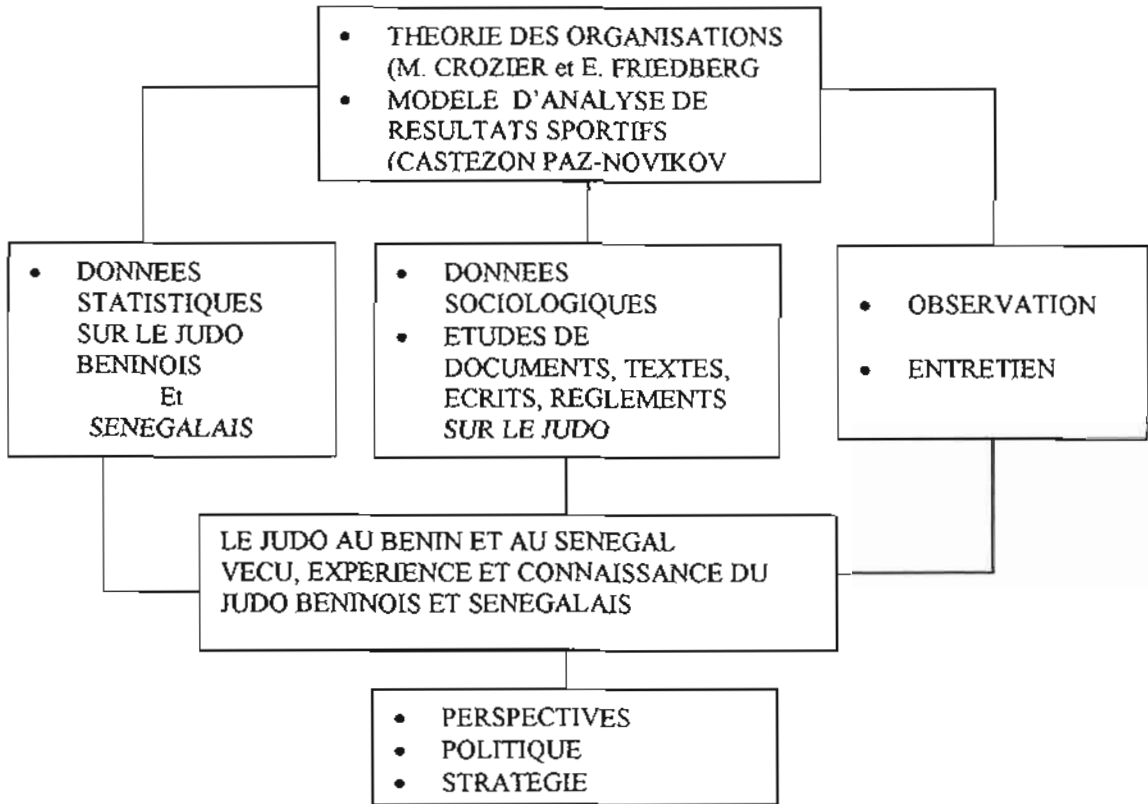 • THEORIE DES ORGANISATIONS
(M. CROZIER et E. FRIEDBERG
• MODELE D'ANALYSE DE
RESULTATS SPORTIFS
(CASTEZON PAZ-NOVIKOV
• DONNEES
STATISTIQUES
SUR LE JUDO
BENINOIS
Et
SENEGALAIS
• DONNEES
SOCIOLOGIQUES
• ETUDES DE
DOCUMENTS, TEXTES,
ECRITS, REGLEMENTS
SUR LE JUDO
• OBSERVATION
• ENTRETIEN
LE JUDO AU BENIN ET AU SENEGAL
VECU, EXPERIENCE ET CONNAISSANCE DU
JUDO BENINOIS ET SENEGALAIS
• PERSPECTIVES
• POLITIQUE
• STRATEGIE